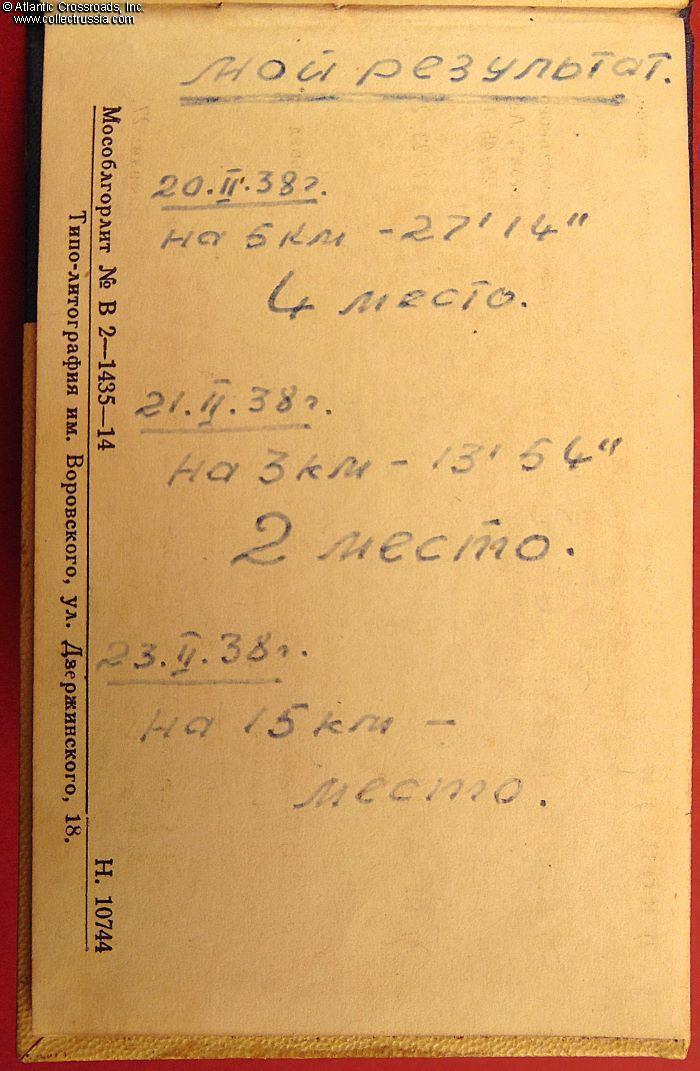 © Atlantic Crossroads, Inc.
www.collectrussia.com
мой результат.
20.II.38г.
на 5км - 27' 14"
4 место.
21.II.38г.
на 3км - 13' 54"
2 место.
23.II.38г.
на 15км -
место.
Мособлгорлит № В 2—1435—14 Н. 10744
Типо-литография им. Воровского, ул. Дзержинского, 18.